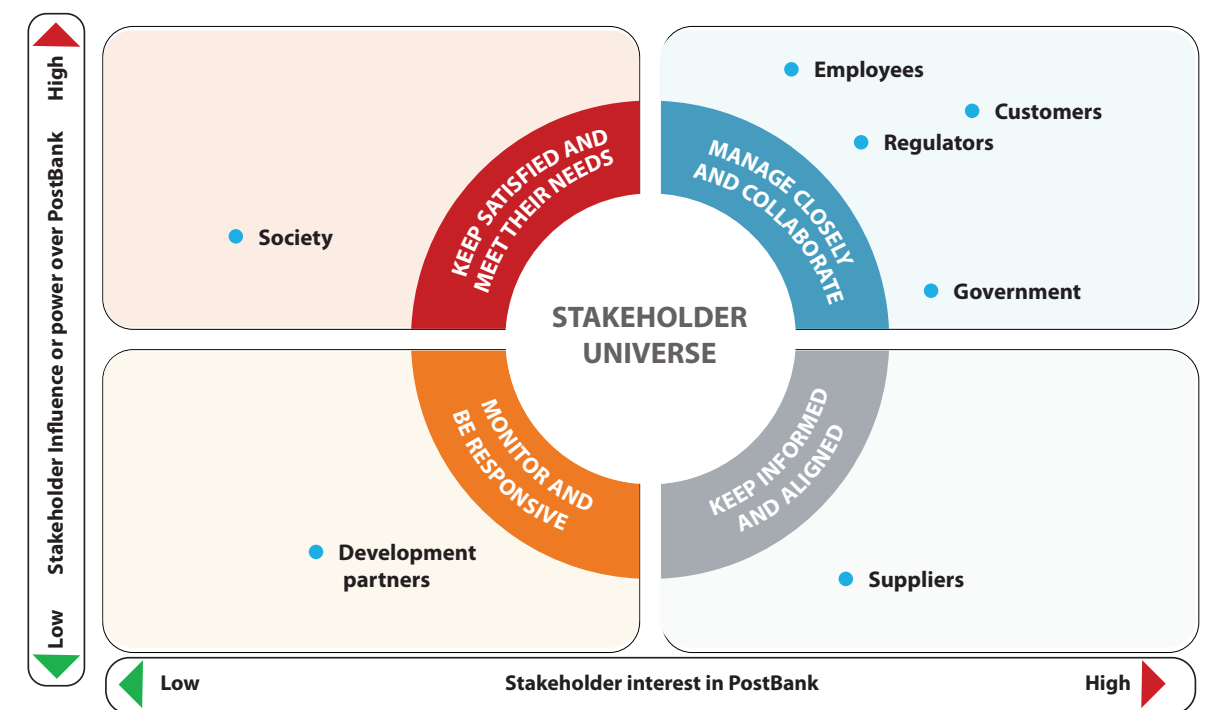 High
Stakeholder Influence or power over PostBank
Low
Employees
Customers
Regulators
Society
Government
KEEP SATISFIED AND
MEET THEIR NEEDS
MANAGE CLOSELY
AND COLLABORATE
STAKEHOLDER
UNIVERSE
MONITOR AND
BE RESPONSIVE
KEEP INFORMED
AND ALIGNED
Development
partners
Suppliers
Low
Stakeholder interest in PostBank
High